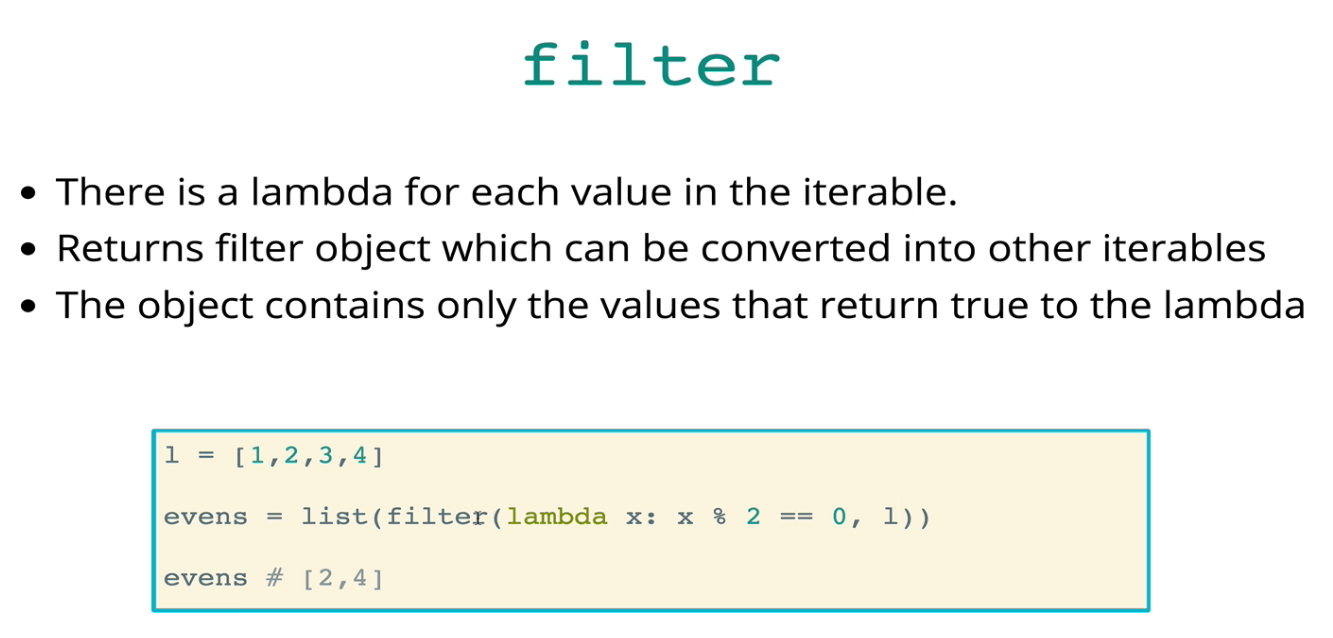 filter
• There is a lambda for each value in the iterable.
• Returns filter object which can be converted into other iterables
• The object contains only the values that return true to the lambda
l = [1,2,3,4]
evens = list(filter(lambda x: x % 2 == 0, l))
evens # [2,4]